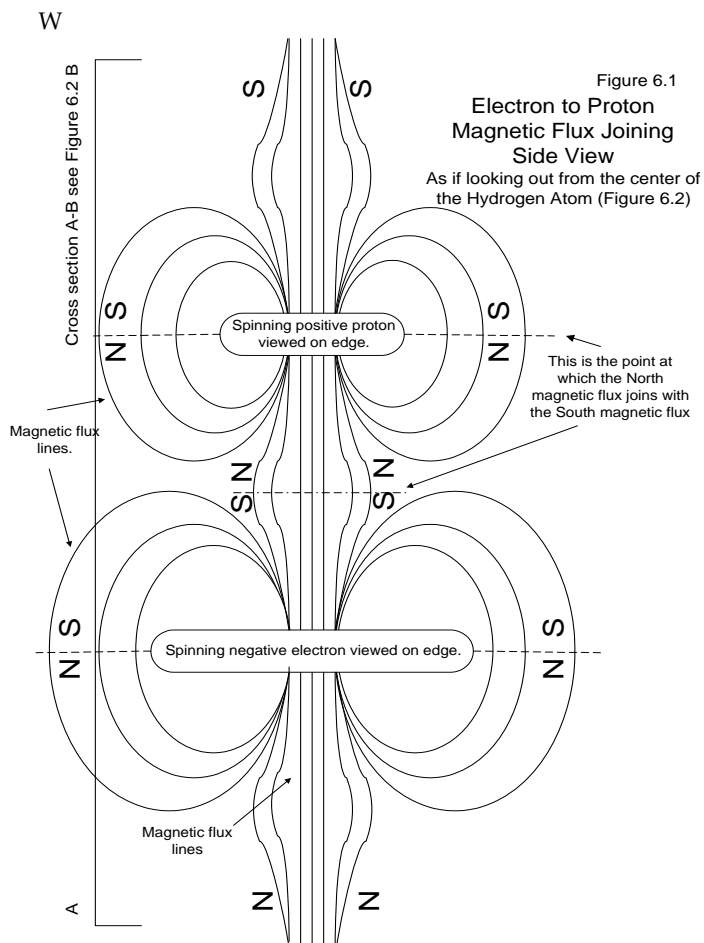 W
Figure 6.1
Electron to Proton
Magnetic Flux Joining
Side View
As if looking out from the center of
the Hydrogen Atom (Figure 6.2)
Cross section A-B see Figure 6.2 B
S
S
S
S
Spinning positive proton
viewed on edge.
N
N
This is the point at
which the North
magnetic flux joins with
the South magnetic flux
Magnetic flux
lines.
N
N
S
S
S
S
Spinning negative electron viewed on edge.
N
N
Magnetic flux
lines
N
N
A